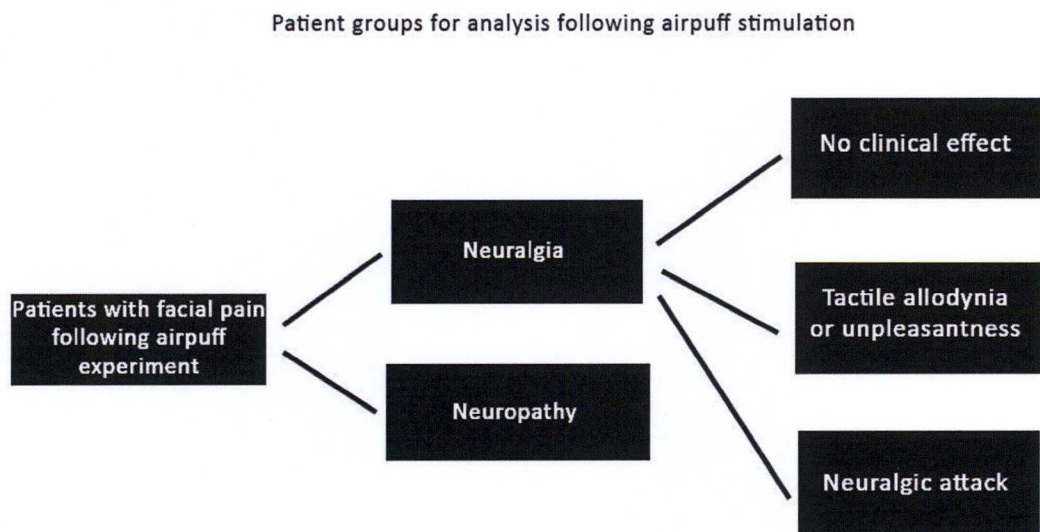 Patient groups for analysis following airpuff stimulation
No clinical effect
Neuralgia
Patients with facial pain
following airpuff
experiment
Tactile allodynia
or unpleasantness
Neuropathy
Neuralgic attack